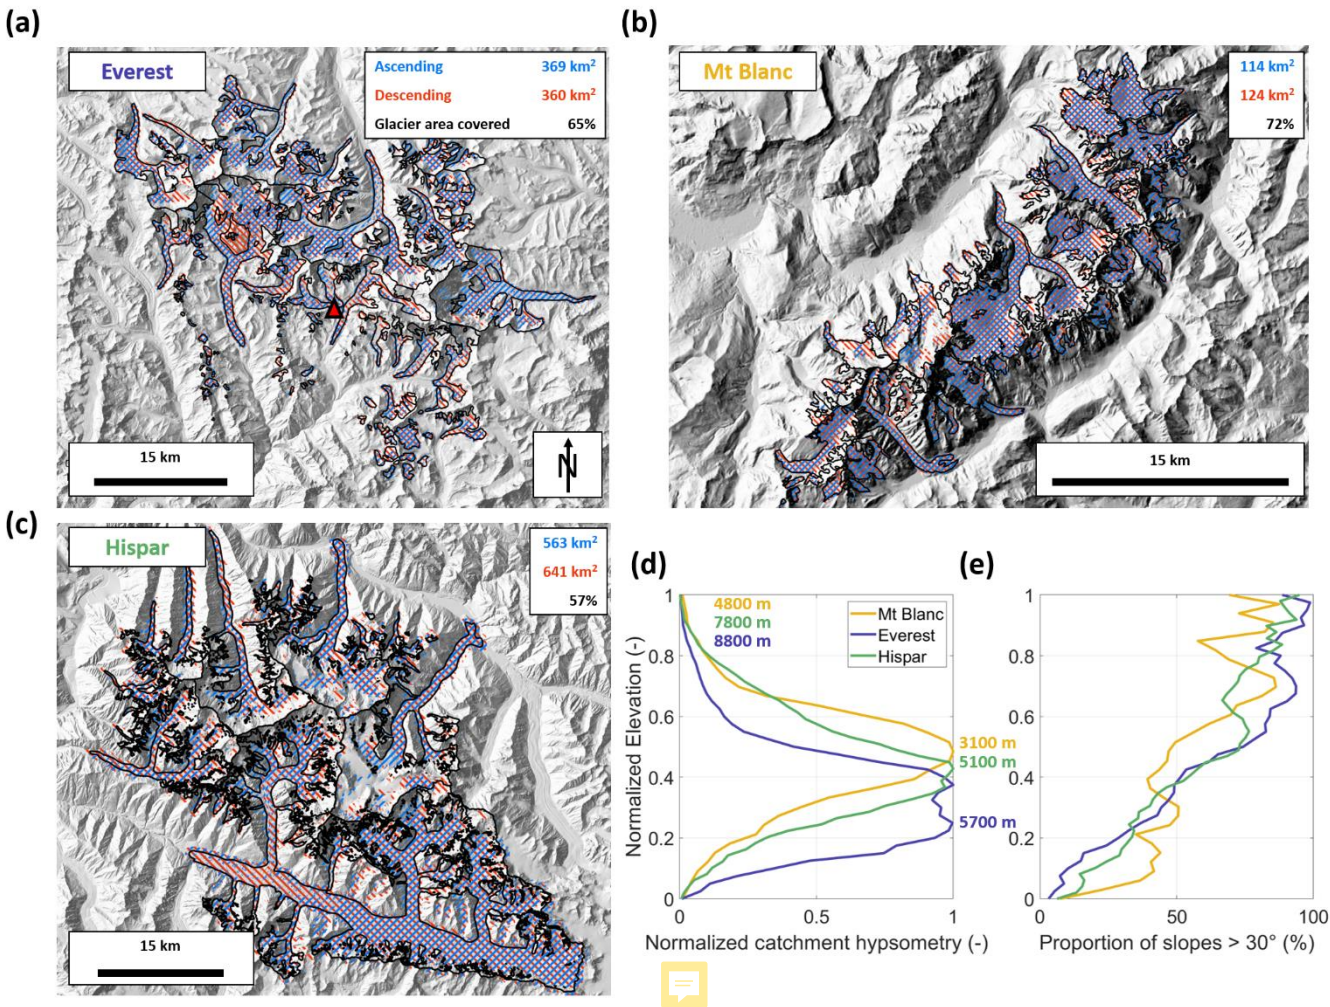 (a)
Everest
Ascending 369 km²
Descending 360 km²
Glacier area covered 65%
15 km
N
(b)
Mt Blanc
114 km²
124 km²
72%
15 km
(c)
Hispar
563 km²
641 km²
57%
15 km
(d)
1
0.8
0.6
0.4
0.2
0
Normalized Elevation (-)
4800 m
7800 m
8800 m
Mt Blanc
Everest
Hispar
3100 m
5100 m
5700 m
0 0.5 1
Normalized catchment hypsometry (-)
(e)
1
0.8
0.6
0.4
0.2
0
0 50 100
Proportion of slopes > 30° (%)